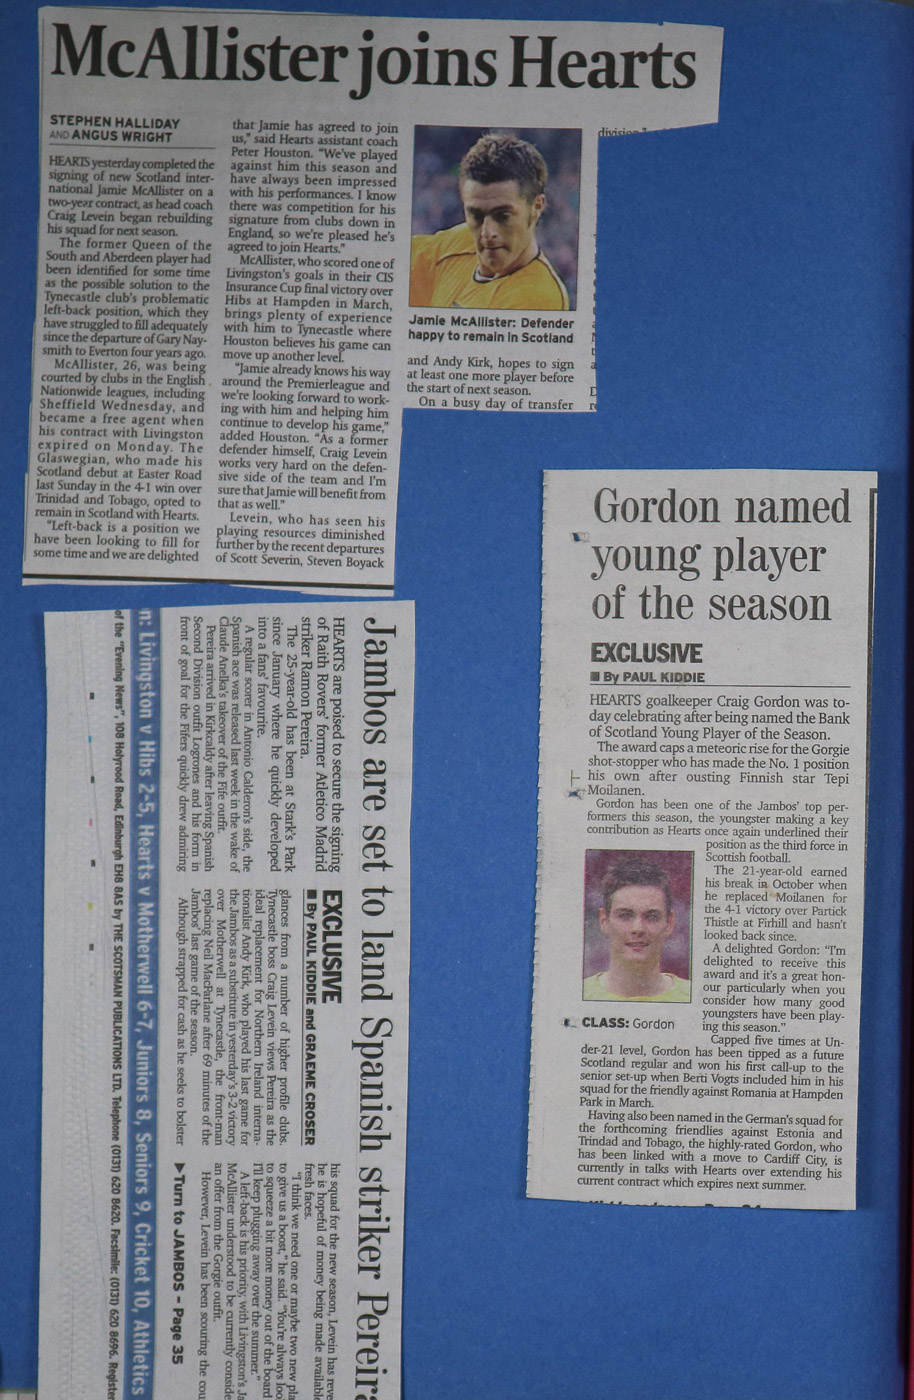 McAllister joins Hearts
STEPHEN HALLIDAY
AND ANGUS WRIGHT
HEARTS yesterday completed the
signing of new Scotland inter-
national Jamie McAllister on a
two-year contract, as head coach
Craig Levein began rebuilding
his squad for next season.
The former Queen of the
South and Aberdeen player had
been identified for some time
as the possible solution to the
Tynecastle club's problematic
left-back position, which they
have struggled to fill adequately
since the departure of Gary Nay-
smith to Everton four years ago.
McAllister, 26, was being
courted by clubs in the English
Nationwide leagues, including
Sheffield Wednesday, and
became a free agent when
his contract with Livingston
expired on Monday. The
Glaswegian, who made his
Scotland debut at Easter Road
last Sunday in the 4-1 win over
Trinidad and Tobago, opted to
remain in Scotland with Hearts.
"Left-back is a position we
have been looking to fill for
some time and we are delighted
that Jamie has agreed to join
us," said Hearts assistant coach
Peter Houston. "We've played
against him this season and
have always been impressed
with his performances. I know
there was competition for his
signature from clubs down in
England, so we're pleased he's
agreed to join Hearts."
McAllister, who scored one of
Livingston's goals in their CIS
Insurance Cup final victory over
Hibs at Hampden in March,
brings plenty of experience
with him to Tynecastle where
Houston believes his game can
move up another level.
"Jamie already knows his way
around the Premierleague and
we're looking forward to work-
ing with him and helping him
continue to develop his game,"
added Houston. "As a former
defender himself, Craig Levein
works very hard on the defen-
sive side of the team and I'm
sure that Jamie will benefit from
that as well."
Levein, who has seen his
playing resources diminished
further by the recent departures
of Scott Severin, Steven Boyack
division,"
Jamie McAllister: Defender
happy to remain in Scotland
and Andy Kirk, hopes to sign
at least one more player before
the start of next season.
On a busy day of transfer
Gordon named
young player
of the season
EXCLUSIVE
■ By PAUL KIDDIE
HEARTS goalkeeper Craig Gordon was to-
day celebrating after being named the Bank
of Scotland Young Player of the Season.
The award caps a meteoric rise for the Gorgie
shot-stopper who has made the No. 1 position
his own after ousting Finnish star Tepi
Moilanen.
Gordon has been one of the Jambos' top per-
formers this season, the youngster making a key
contribution as Hearts once again underlined their
position as the third force in
Scottish football.
The 21-year-old earned
his break in October when
he replaced Moilanen for
the 4-1 victory over Partick
Thistle at Firhill and hasn't
looked back since.
A delighted Gordon: "I'm
delighted to receive this
award and it's a great hon-
our particularly when you
consider how many good
youngsters have been play-
ing this season."
CLASS: Gordon
Capped five times at Un-
der-21 level, Gordon has been tipped as a future
Scotland regular and won his first call-up to the
senior set-up when Berti Vogts included him in his
squad for the friendly against Romania at Hampden
Park in March.
Having also been named in the German's squad for
the forthcoming friendlies against Estonia and
Trinidad and Tobago, the highly-rated Gordon, who
has been linked with a move to Cardiff City, is
currently in talks with Hearts over extending his
current contract which expires next summer.
Jambos are set to land Spanish striker Pereira
HEARTS are poised to secure the signing
of Raith Rovers' former Atletico Madrid
striker Ramon Pereira.
The 25-year-old has been at Stark's Park
since January where he quickly developed
into a fans' favourite.
A regular scorer in Antonio Calderon's side, the
Spanish ace was released last week in the wake of
Claude Anelka's takeover of the Fife outfit.
Pereira arrived in Kirkcaldy after leaving Spanish
Second Division outfit Logrones and his form in
front of goal for the Fifers quickly drew admiring
EXCLUSIVE
■ By PAUL KIDDIE and GRAEME CROSER
glances from a number of higher profile clubs.
Tynecastle boss Craig Levein views Pereira as the
ideal replacement for Northern Ireland interna-
tionalist Andy Kirk, who played his last game for
the Jambos as a substitute in yesterday's 3-2 victory
over Motherwell at Tynecastle, the front-man
replacing Neil MacFarlane after 69 minutes of the
Jambos' last game of the season.
Although strapped for cash as he seeks to bolster
his squad for the new season, Levein has reve
he is hopeful of money being made available
fresh faces.
"I think we need one or maybe two new pla
to give us a boost," he said. "You're always loo
to squeeze a bit more money out of the board
I'll keep plugging away over the summer."
A left-back is his priority, with Livingston's Ja
McAllister understood to be currently conside
an offer from the Gorgie outfit.
However, Levein has been scouring the cou
▶ Turn to JAMBOS – Page 35
n: Livingston v Hibs 2-5, Hearts v Motherwell 6-7, Juniors 8, Seniors 9, Cricket 10, Athletics
of the "Evening News", 108 Holyrood Road, Edinburgh EH8 8AS by THE SCOTSMAN PUBLICATIONS LTD. Telephone (0131) 620 8620. Facsimile: (0131) 620 8696. Register